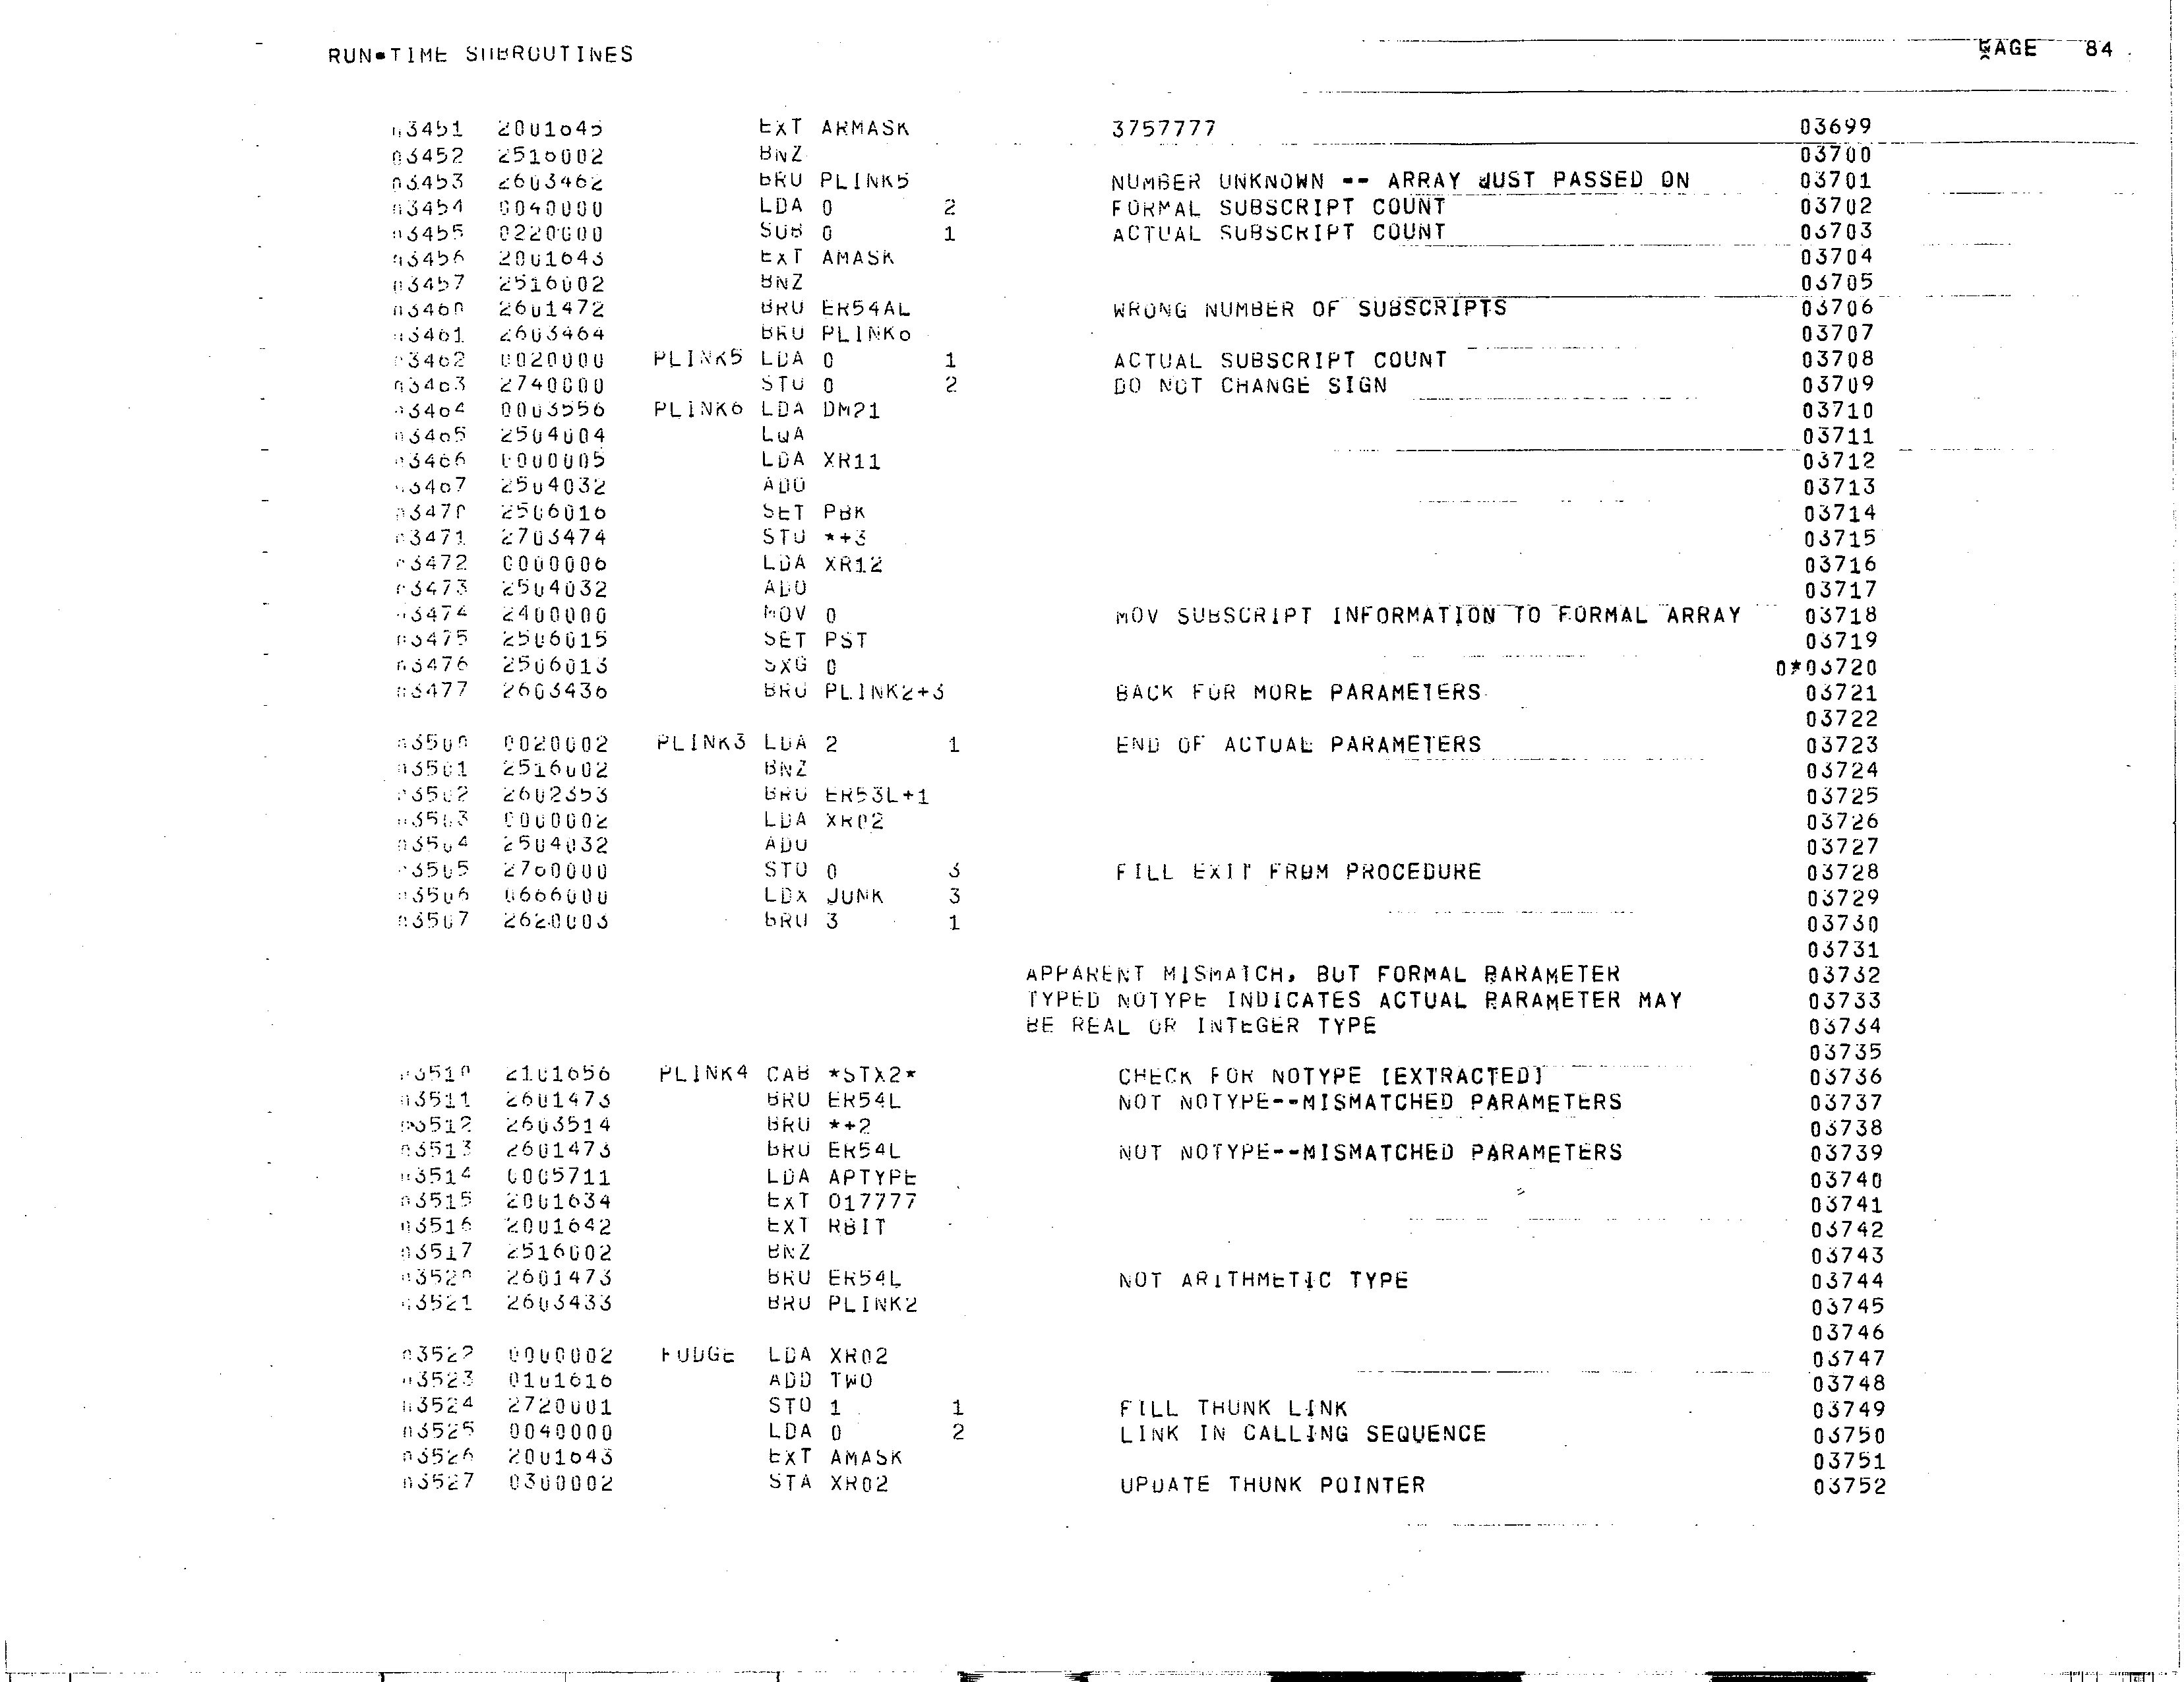 RUN-TIME SUBROUTINES PAGE 84
03451 2001645 EXT ARMASK 3757777 03699
03452 2516002 BNZ 03700
03453 2603462 BRU PLINK5 NUMBER UNKNOWN -- ARRAY JUST PASSED ON 03701
03454 0040000 LDA 0 2 FORMAL SUBSCRIPT COUNT 03702
03455 0220000 SUB 0 1 ACTUAL SUBSCRIPT COUNT 03703
03456 2001643 EXT AMASK 03704
03457 2516002 BNZ 03705
03460 2601472 BRU ER54AL WRONG NUMBER OF SUBSCRIPTS 03706
03461 2603464 BRU PLINK6 03707
03462 0020000 PLINK5 LDA 0 1 ACTUAL SUBSCRIPT COUNT 03708
03463 2740000 STO 0 2 DO NOT CHANGE SIGN 03709
03464 0003556 PLINK6 LDA DM21 03710
03465 2504004 LQA 03711
03466 0000005 LDA XR11 03712
03467 2504032 ADO 03713
03470 2506016 SET PBK 03714
03471 2703474 STO *+3 03715
03472 0000006 LDA XR12 03716
03473 2504032 ADO 03717
03474 2400000 MOV 0 MOV SUBSCRIPT INFORMATION TO FORMAL ARRAY 03718
03475 2506015 SET PST 03719
03476 2506013 SXG 0 0*03720
03477 2603436 BRU PLINK2+3 BACK FOR MORE PARAMETERS 03721
03722
03500 0020002 PLINK3 LDA 2 1 END OF ACTUAL PARAMETERS 03723
03501 2516002 BNZ 03724
03502 2602353 BRU ER53L+1 03725
03503 0000002 LDA XR02 03726
03504 2504032 ADO 03727
03505 2760000 STO 0 3 FILL EXIT FROM PROCEDURE 03728
03506 0666000 LDX JUNK 3 03729
03507 2620003 BRU 3 1 03730
03731
APPARENT MISMATCH, BUT FORMAL PARAMETER 03732
TYPED NOTYPE INDICATES ACTUAL PARAMETER MAY 03733
BE REAL OR INTEGER TYPE 03734
03735
03510 2101656 PLINK4 CAB *STX2* CHECK FOR NOTYPE [EXTRACTED] 03736
03511 2601473 BRU ER54L NOT NOTYPE--MISMATCHED PARAMETERS 03737
03512 2603514 BRU *+2 03738
03513 2601473 BRU ER54L NOT NOTYPE--MISMATCHED PARAMETERS 03739
03514 0005711 LDA APTYPE 03740
03515 2001634 EXT O17777 03741
03516 2001642 EXT RBIT 03742
03517 2516002 BNZ 03743
03520 2601473 BRU ER54L NOT ARITHMETIC TYPE 03744
03521 2603433 BRU PLINK2 03745
03746
03522 0000002 FUDGE LDA XR02 03747
03523 0101616 ADD TWO 03748
03524 2720001 STO 1 1 FILL THUNK LINK 03749
03525 0040000 LDA 0 2 LINK IN CALLING SEQUENCE 03750
03526 2001643 EXT AMASK 03751
03527 0300002 STA XR02 UPDATE THUNK POINTER 03752